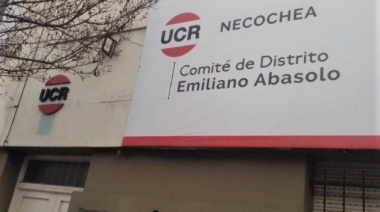 UCR
NECOCHEA
Comité de Distrito
Emiliano Abasolo
UCR